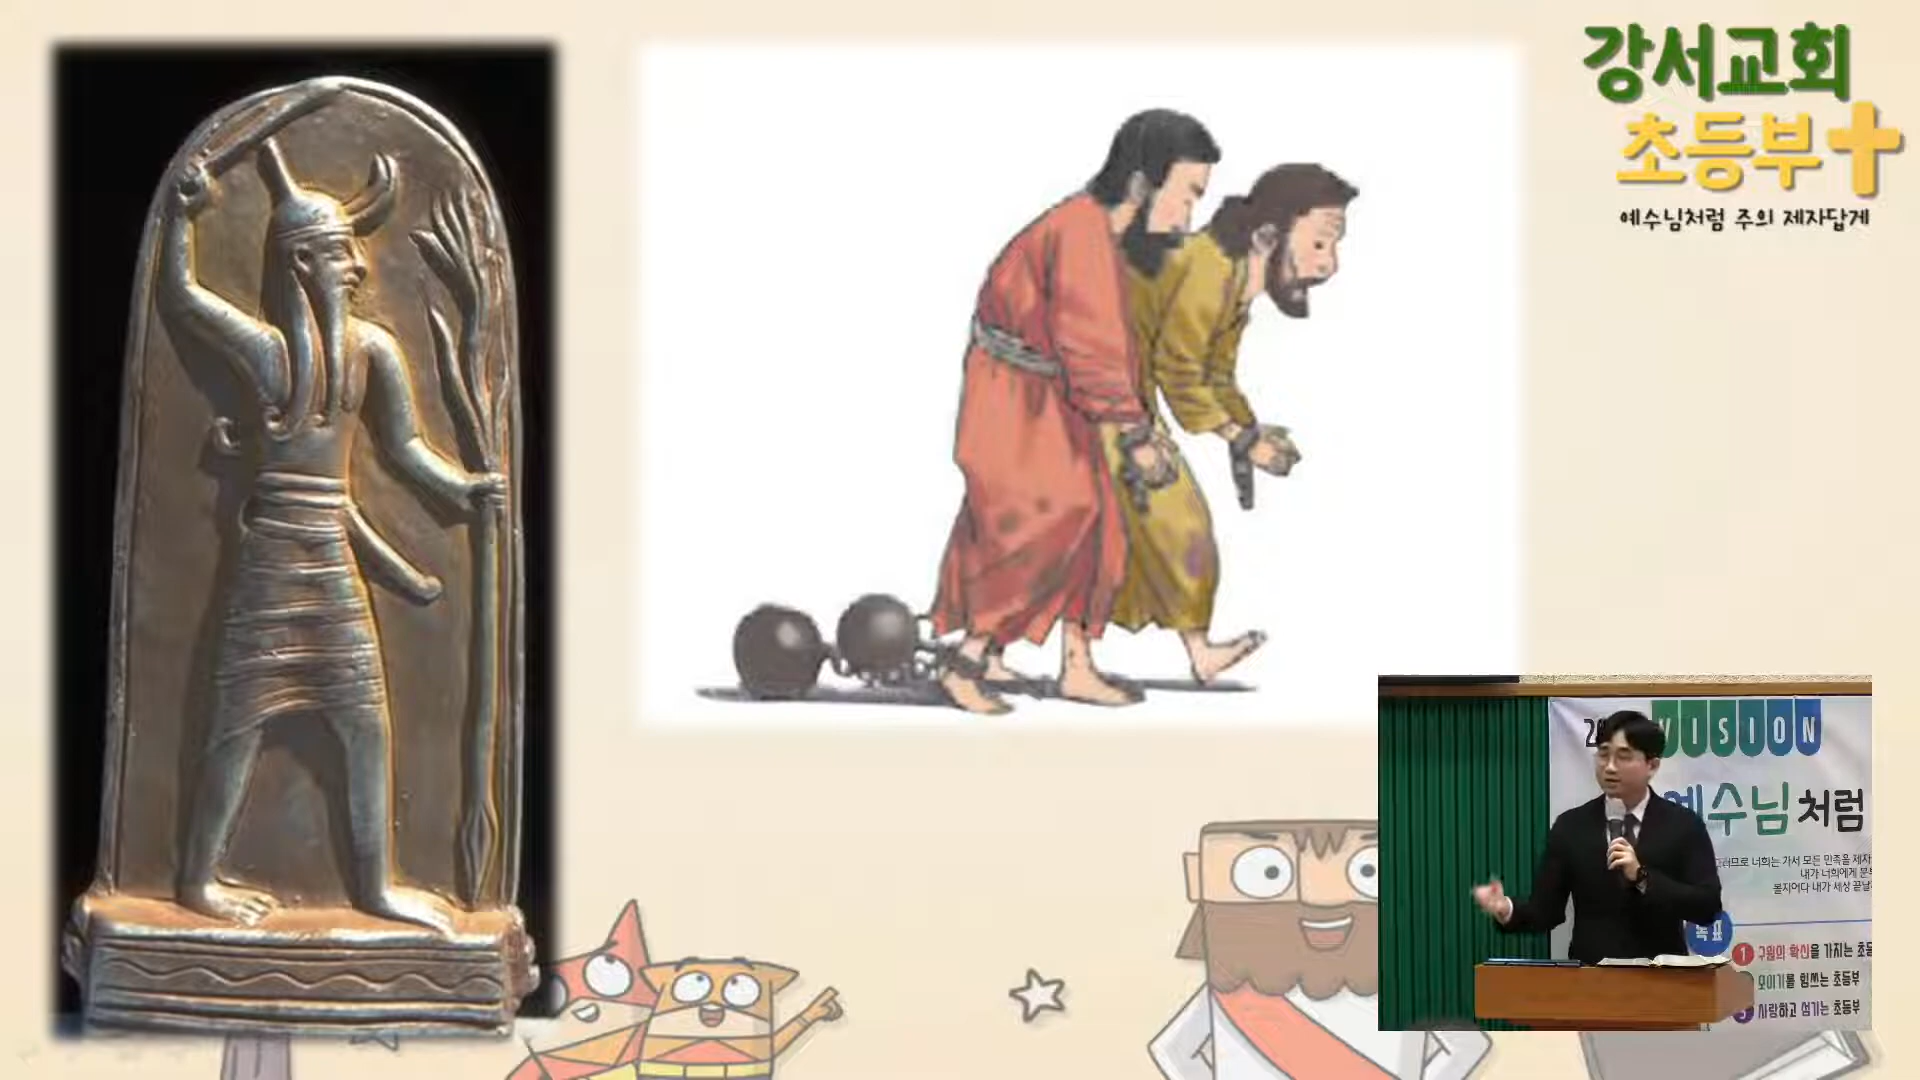 강서교회
초등부
예수님처럼 주의 제자답게
VISION
예수님처럼
그러므로 너희는 가서 모든 민족을 제자
내가 너희에게 분부
볼지어다 내가 세상 끝날
목표
1 구원의 확신을 가지는 초등
모이기를 힘쓰는 초등부
3 사랑하고 섬기는 초등부